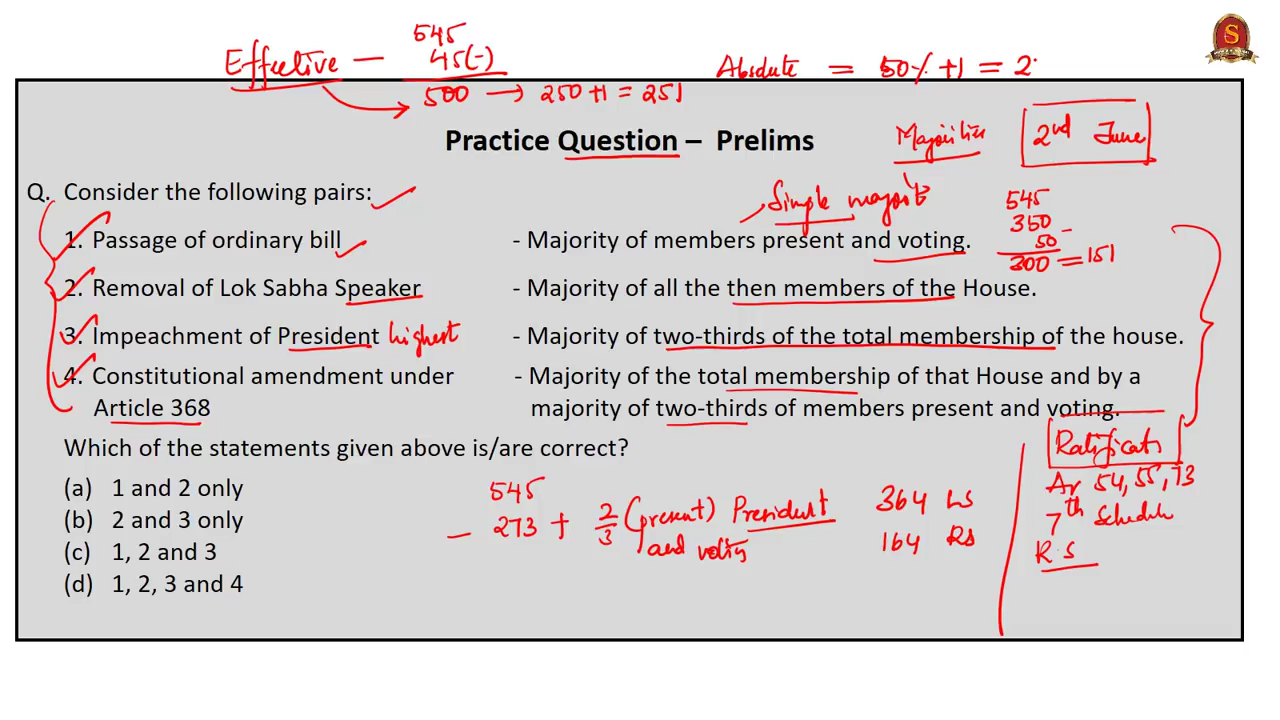 545
Effective — 45(-)
500 → 250 +1 = 251
Absolute = 50% +1 = 2
Practice Question – Prelims
Majorities
2nd June
Q. Consider the following pairs:
Simple majority
545
350
50 -
300 = 151
1. Passage of ordinary bill - Majority of members present and voting.
2. Removal of Lok Sabha Speaker - Majority of all the then members of the House.
3. Impeachment of President highest - Majority of two-thirds of the total membership of the house.
4. Constitutional amendment under - Majority of the total membership of that House and by a
Article 368 majority of two-thirds of members present and voting.
Which of the statements given above is/are correct?
(a) 1 and 2 only
(b) 2 and 3 only
(c) 1, 2 and 3
(d) 1, 2, 3 and 4
545
– 273 + 2/3 (present) President 364 LS
and voting 164 RS
Ar 54, 55, 73
7th Schedule
R.S
S